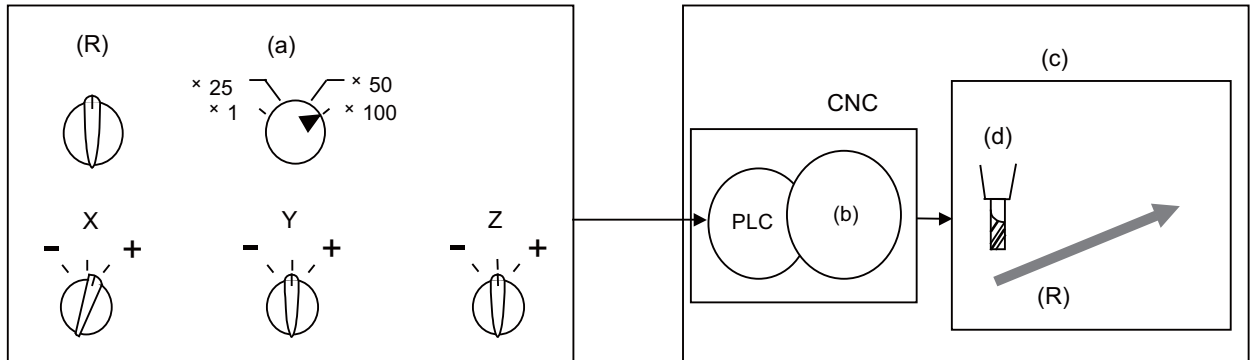 (R) (a)
× 25 × 50
× 1 × 100
X Y Z
− + − + − +
(c)
CNC
(d)
PLC (b)
(R)